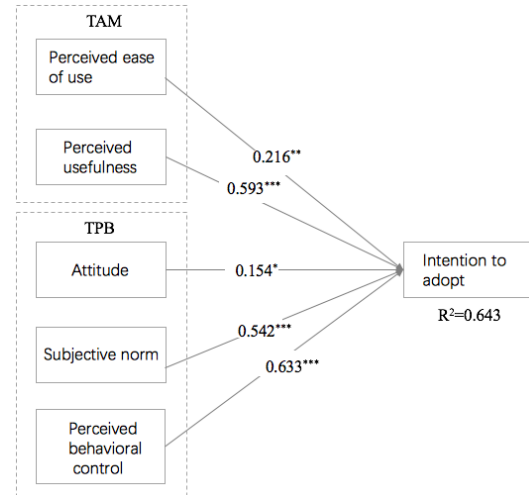 TAM
Perceived ease
of use
Perceived
usefulness
0.216**
0.593***
TPB
Attitude
0.154*
Intention to
adopt
R²=0.643
Subjective norm
0.542***
0.633***
Perceived
behavioral
control